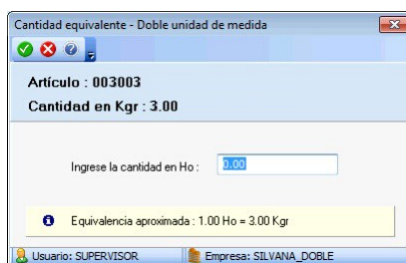 Cantidad equivalente - Doble unidad de medida
Artículo : 003003
Cantidad en Kgr : 3.00
Ingrese la cantidad en Ho : 0.00
Equivalencia aproximada : 1.00 Ho = 3.00 Kgr
Usuario: SUPERVISOR Empresa: SILVANA_DOBLE